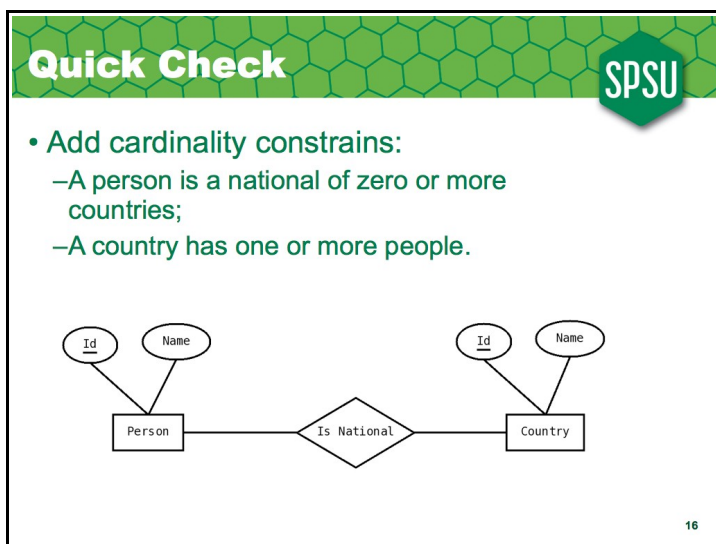 Quick Check
SPSU
• Add cardinality constrains:
–A person is a national of zero or more
countries;
–A country has one or more people.
Id
Name
Id
Name
Person
Is National
Country
16